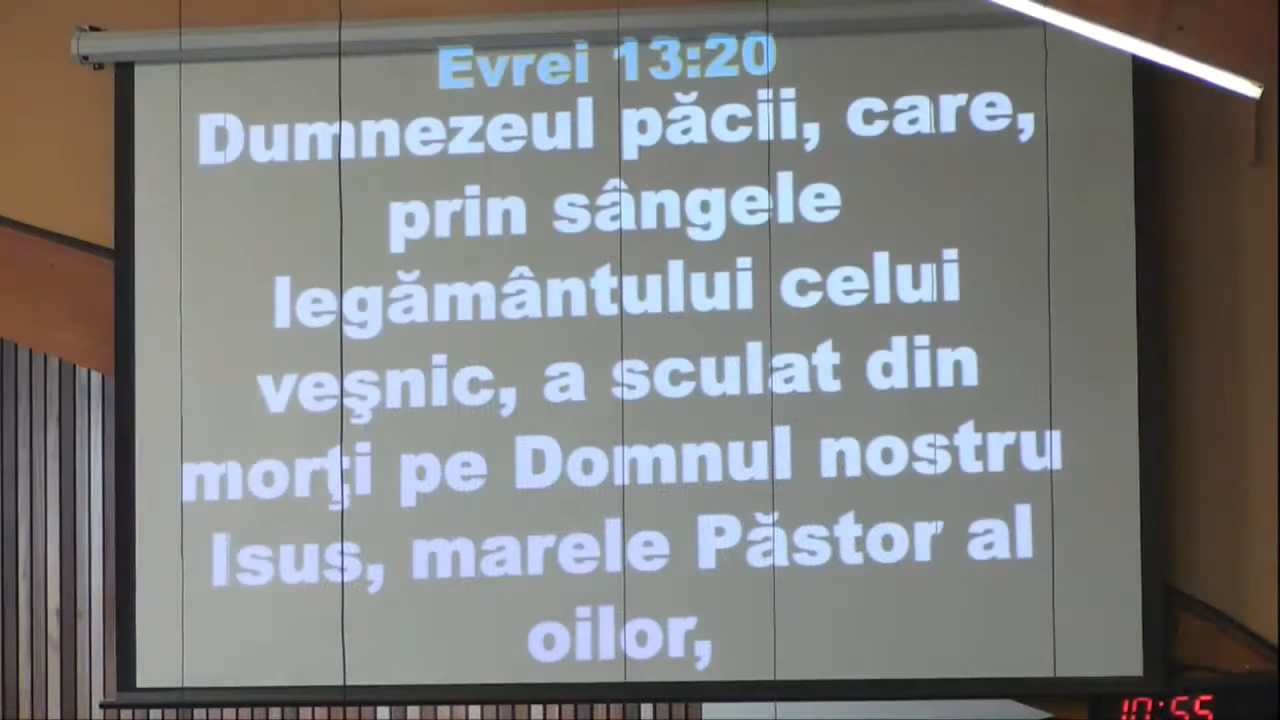 Evrei 13:20
Dumnezeul păcii, care,
prin sângele
legământului celui
veşnic, a sculat din
morţi pe Domnul nostru
Isus, marele Păstor al
oilor,
10:55